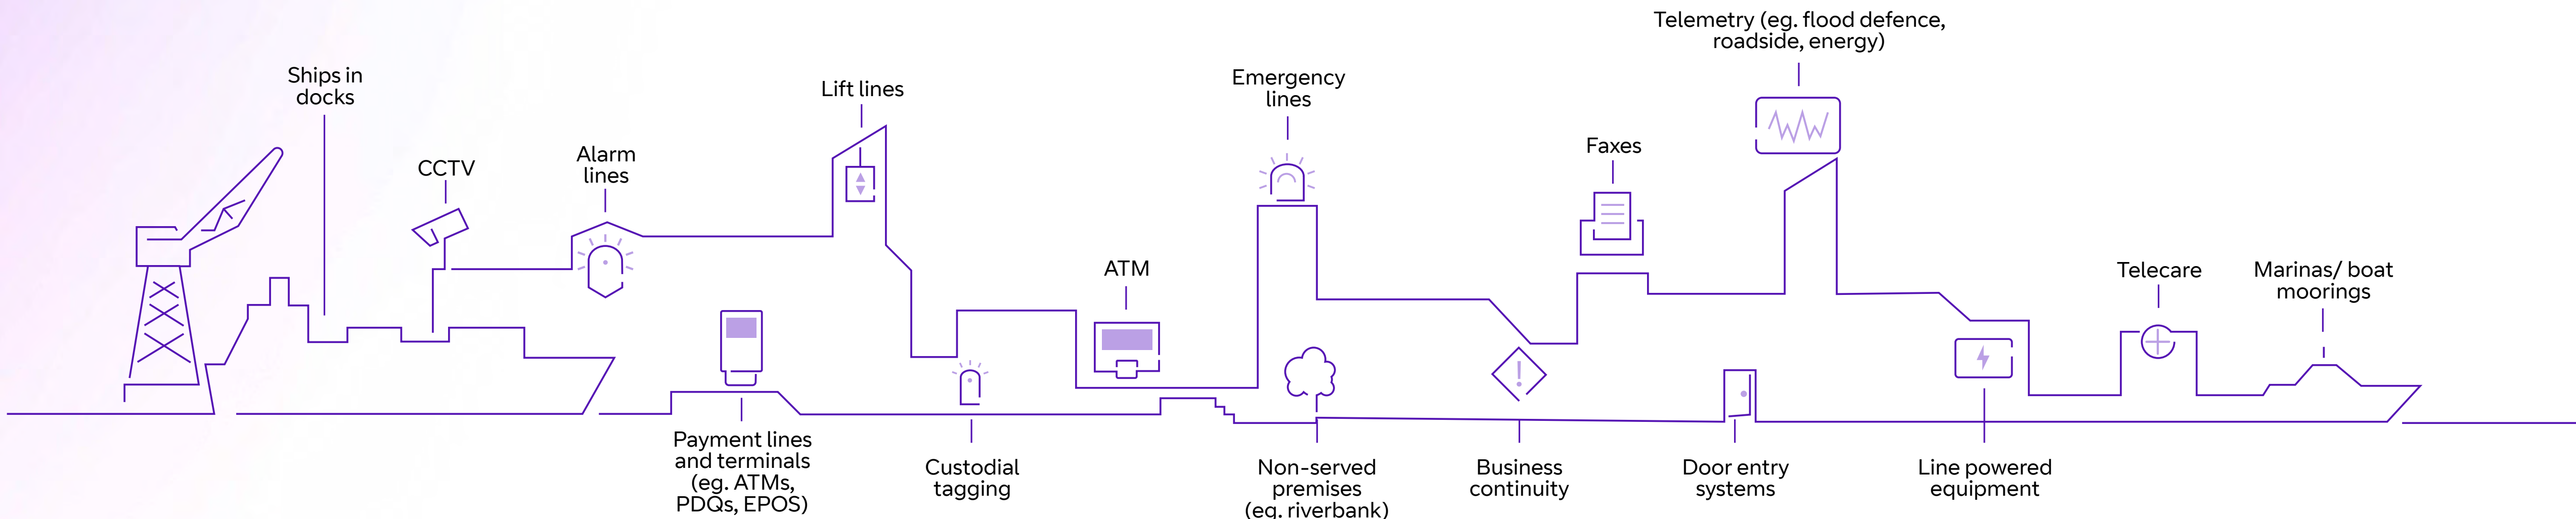 Ships in
docks
CCTV
Alarm
lines
Lift lines
ATM
Emergency
lines
Faxes
Telemetry (eg. flood defence,
roadside, energy)
Telecare
Marinas/ boat
moorings
Payment lines
and terminals
(eg. ATMs,
PDQs, EPOS)
Custodial
tagging
Non-served
premises
(eg. riverbank)
Business
continuity
Door entry
systems
Line powered
equipment